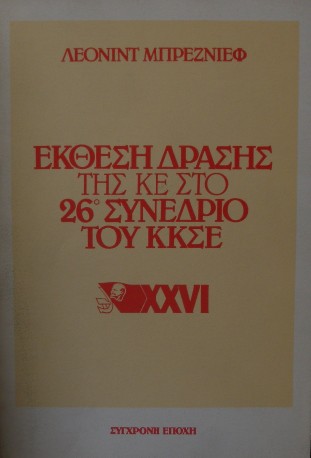 ΛΕΟΝΙΝΤ ΜΠΡΕΖΝΙΕΦ
ΕΚΘΕΣΗ ΔΡΑΣΗΣ
ΤΗΣ ΚΕ ΣΤΟ
26° ΣΥΝΕΔΡΙΟ
ΤΟΥ ΚΚΣΕ
XXVI
ΣΥΓΧΡΟΝΗ ΕΠΟΧΗ